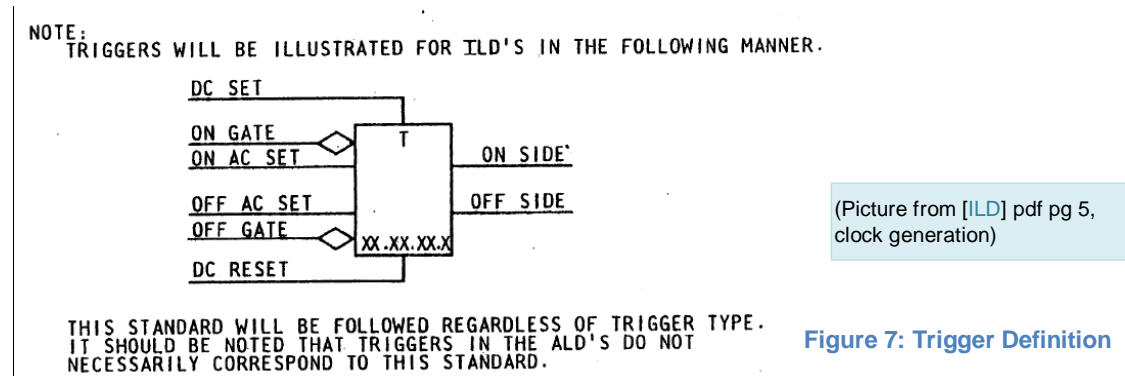 NOTE:
TRIGGERS WILL BE ILLUSTRATED FOR ILD'S IN THE FOLLOWING MANNER.
DC SET
ON GATE
ON AC SET
T
ON SIDE
OFF AC SET
OFF SIDE
OFF GATE
XX.XX.XX.X
DC RESET
(Picture from [ILD] pdf pg 5,
clock generation)
THIS STANDARD WILL BE FOLLOWED REGARDLESS OF TRIGGER TYPE.
IT SHOULD BE NOTED THAT TRIGGERS IN THE ALD'S DO NOT
NECESSARILY CORRESPOND TO THIS STANDARD.
Figure 7: Trigger Definition